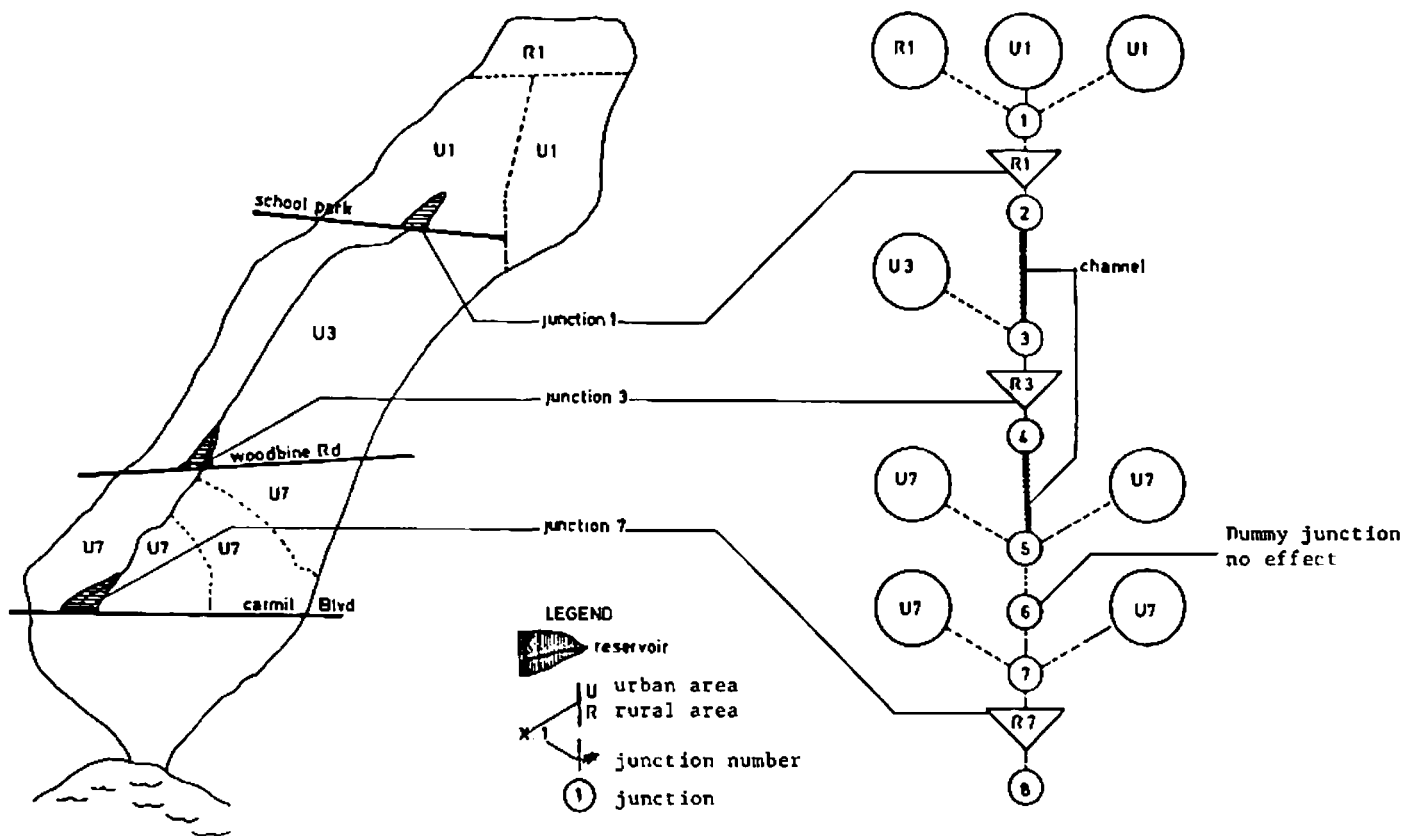 R1
U1
U1
school park
U3
junction 1
junction 3
woodbine Rd
U7
junction 7
U7
U7
U7
carmil Blvd
LEGEND
reservoir
U urban area
R rural area
X 1
junction number
1 junction
R1
U1
U1
1
R1
2
channel
U3
3
R3
4
U7
U7
5
Dummy junction
no effect
6
U7
U7
7
R7
8